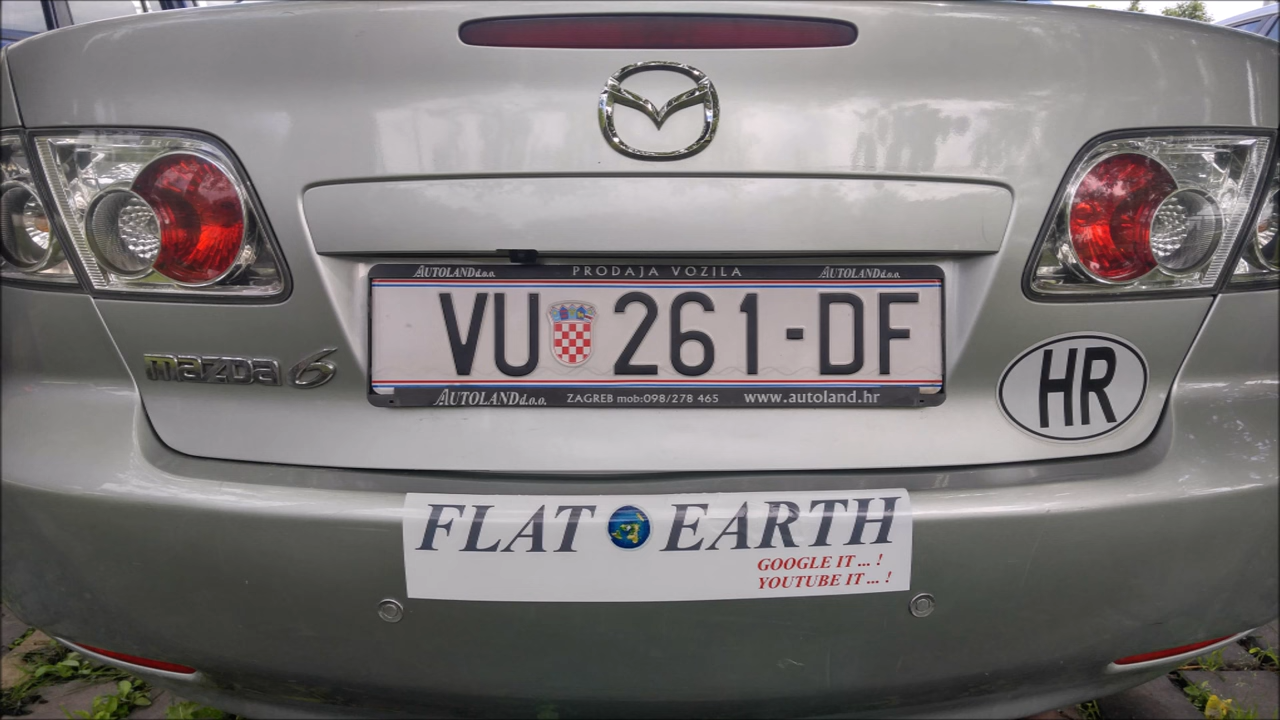 AUTOLAND d.o.o. PRODAJA VOZILA AUTOLAND d.o.o.
VU 261-DF
mazda 6
HR
AUTOLAND d.o.o. ZAGREB mob:098/278 465 www.autoland.hr
FLAT EARTH
GOOGLE IT ... !
YOUTUBE IT ... !